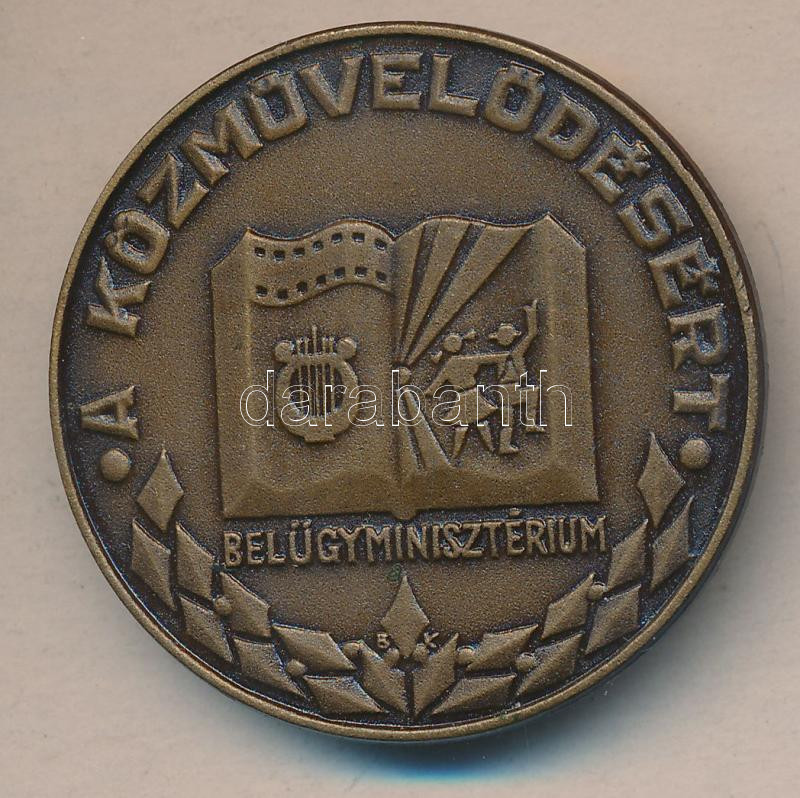 • A KÖZMŰVELŐDÉSÉRT •
darabanth
BELÜGYMINISZTÉRIUM
B K